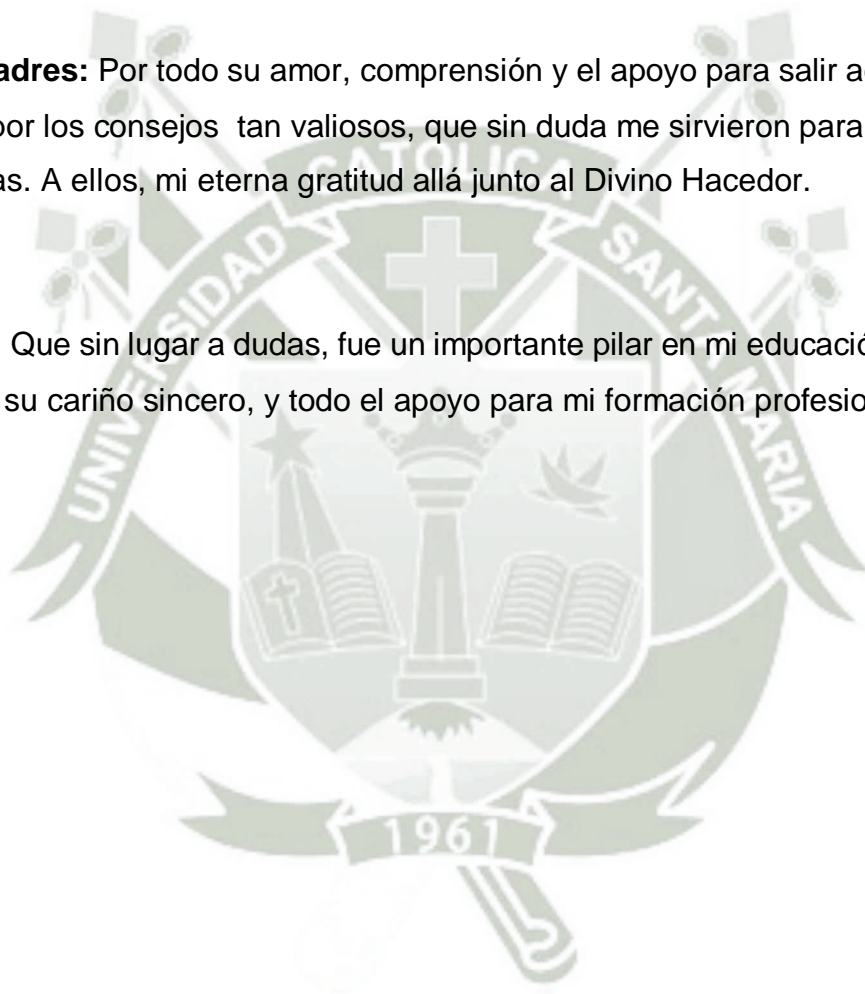 adres: Por todo su amor, comprensión y el apoyo para salir a
por los consejos  tan valiosos, que sin duda me sirvieron para
as. A ellos, mi eterna gratitud allá junto al Divino Hacedor.
UNIVERSIDAD CATÓLICA SANTA MARIA
Que sin lugar a dudas, fue un importante pilar en mi educació
su cariño sincero, y todo el apoyo para mi formación profesio
1961